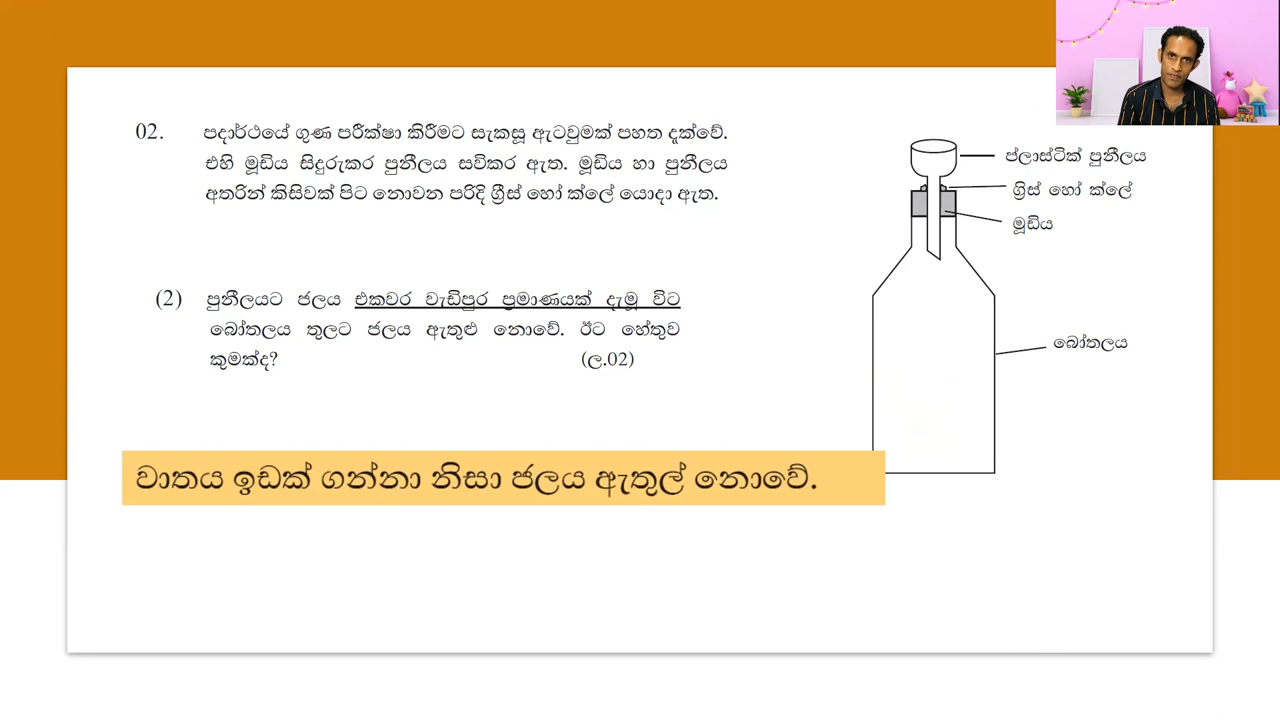 02. පදාර්ථයේ ගුණ පරීක්ෂා කිරීමට සැකසූ ඇටවුමක් පහත දැක්වේ.
එහි මූඩිය සිදුරුකර පුනීලය සවිකර ඇත. මූඩිය හා පුනීලය
අතරින් කිසිවක් පිට නොවන පරිදි ග්‍රීස් හෝ ක්ලේ යොදා ඇත.
(2) පුනීලයට ජලය එකවර වැඩිපුර ප්‍රමාණයක් දැමූ විට
බෝතලය තුලට ජලය ඇතුළු නොවේ. ඊට හේතුව
කුමක්ද? (ල.02)
ප්ලාස්ටික් පුනීලය
ග්‍රීස් හෝ ක්ලේ
මූඩිය
බෝතලය
වාතය ඉඩක් ගන්නා නිසා ජලය ඇතුල් නොවේ.